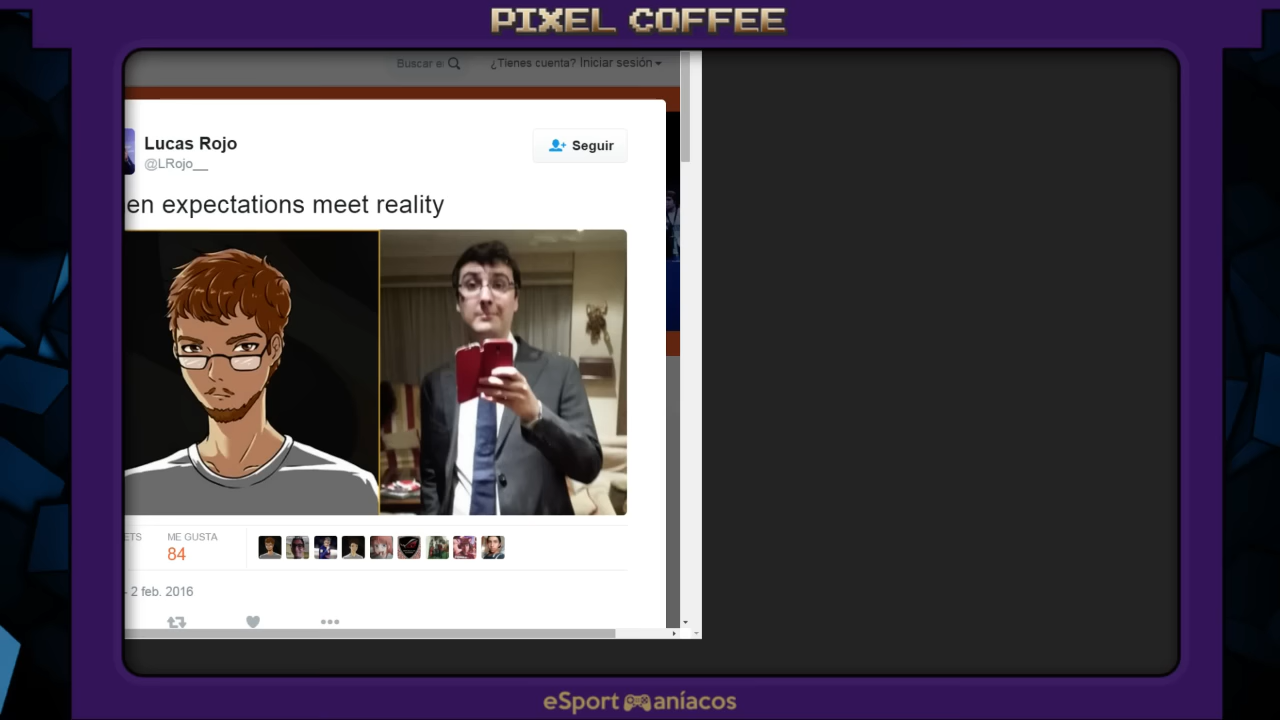 PIXEL COFFEE
¿Tienes cuenta? Iniciar sesión
Buscar e
Lucas Rojo
@LRojo__
Seguir
en expectations meet reality
ETS
ME GUSTA
84
- 2 feb. 2016
eSport maníacos